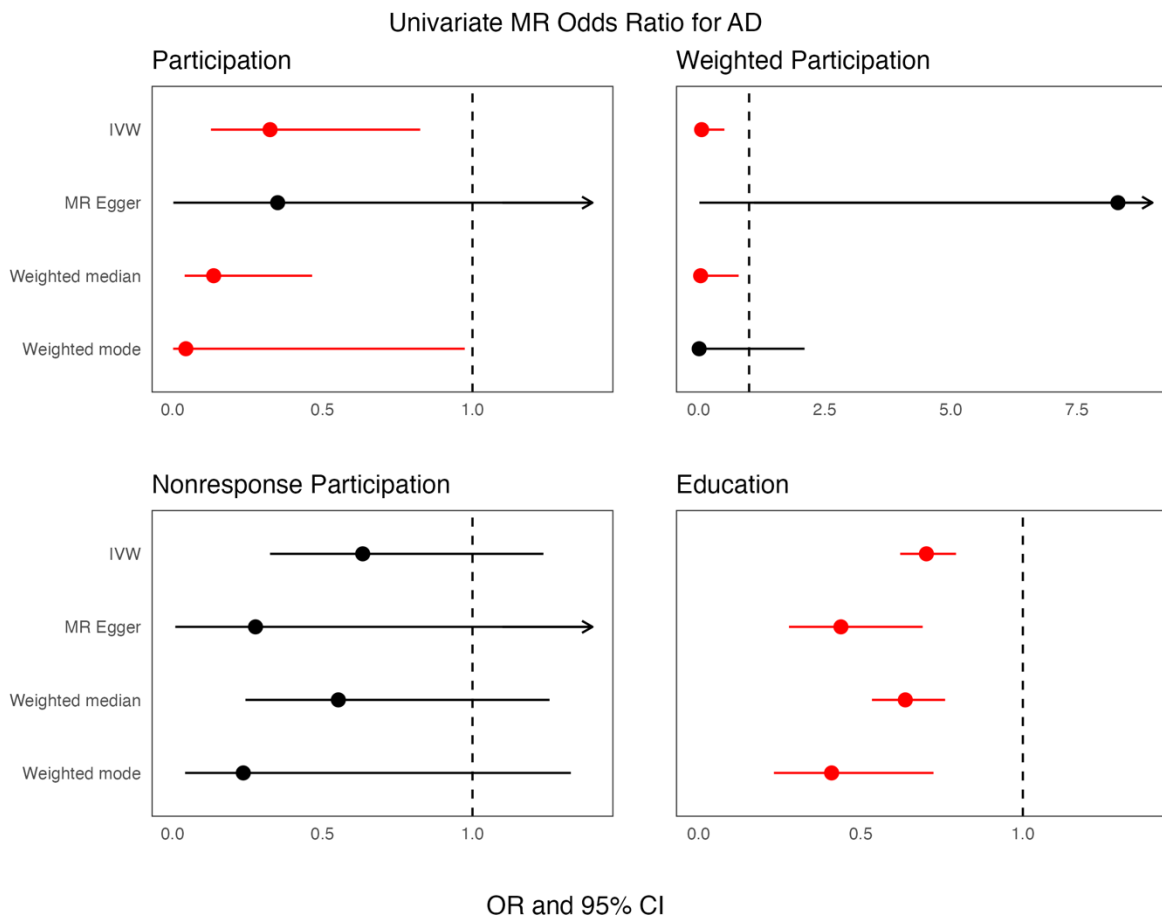 Univariate MR Odds Ratio for AD
Participation
IVW
MR Egger
Weighted median
Weighted mode
0.0 0.5 1.0
Weighted Participation
0.0 2.5 5.0 7.5
Nonresponse Participation
IVW
MR Egger
Weighted median
Weighted mode
0.0 0.5 1.0
Education
0.0 0.5 1.0
OR and 95% CI